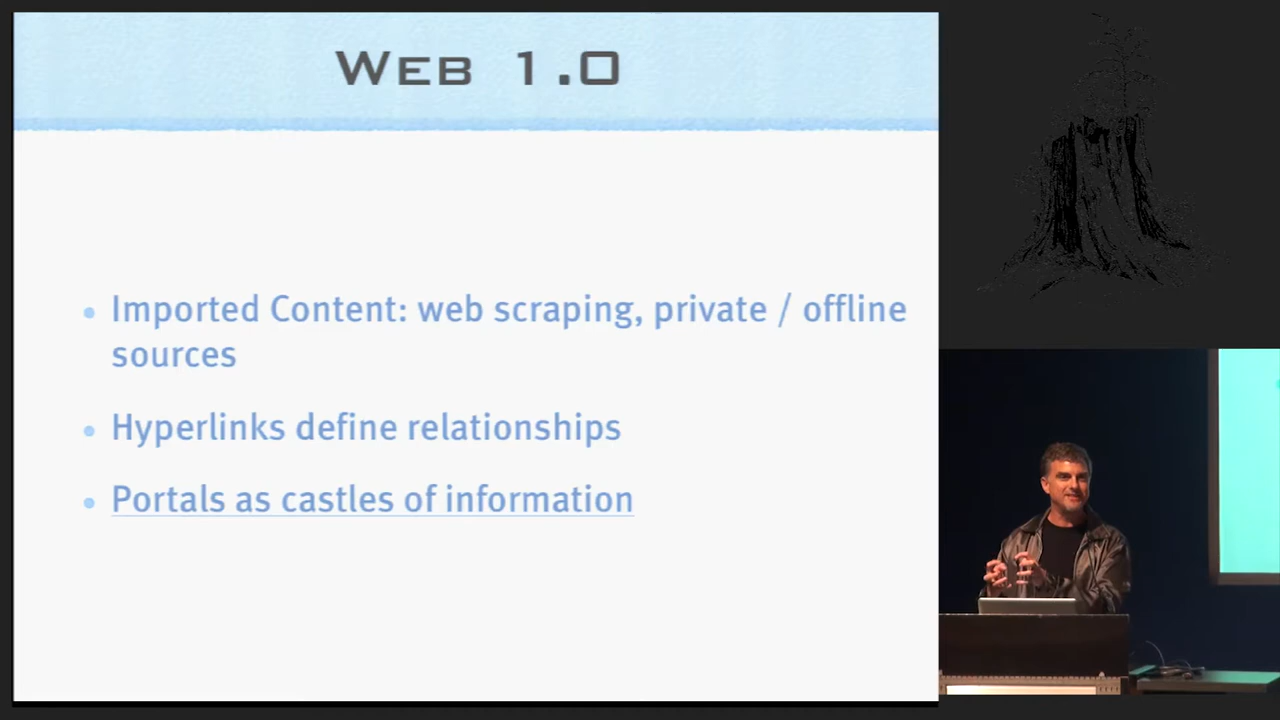 Web 1.0
Imported Content: web scraping, private / offline
sources
Hyperlinks define relationships
Portals as castles of information